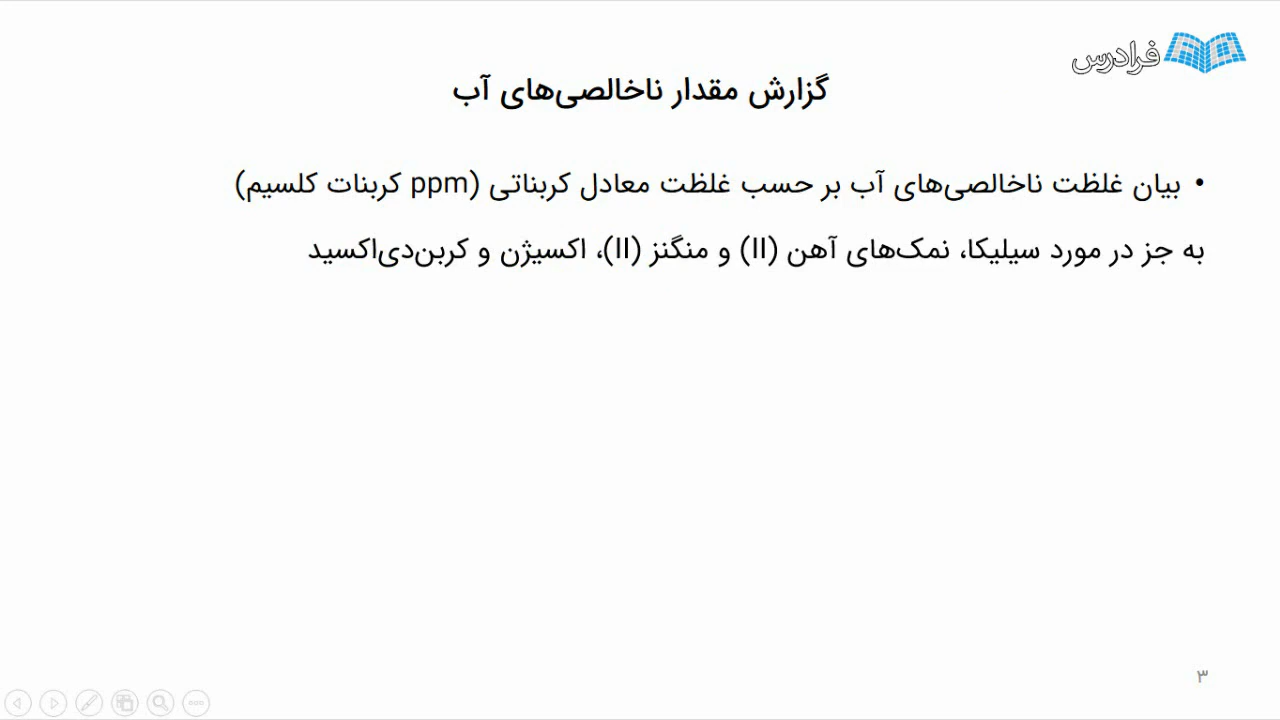 فرادرس
گزارش مقدار ناخالصی‌های آب
• بیان غلظت ناخالصی‌های آب بر حسب غلظت معادل کربناتی (ppm کربنات کلسیم)
به جز در مورد سیلیکا، نمک‌های آهن (II) و منگنز (II)، اکسیژن و کربن‌دی‌اکسید
۳